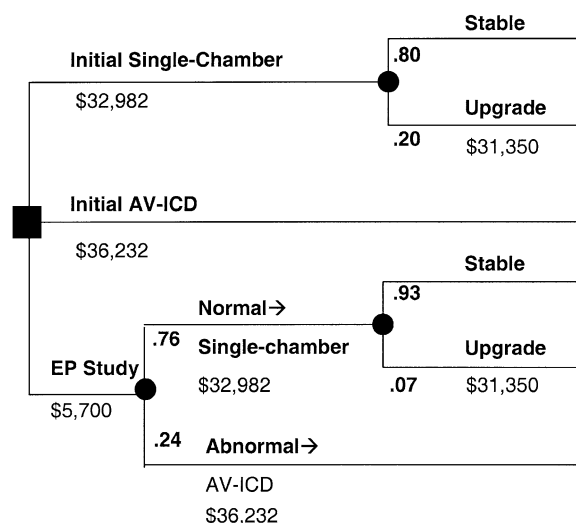 Stable
Initial Single-Chamber
.80
$32,982
Upgrade
.20
$31,350
Initial AV-ICD
$36,232
Stable
.93
Normal→
.76
Single-chamber
Upgrade
EP Study
$32,982
.07
$31,350
$5,700
.24
Abnormal→
AV-ICD
$36,232